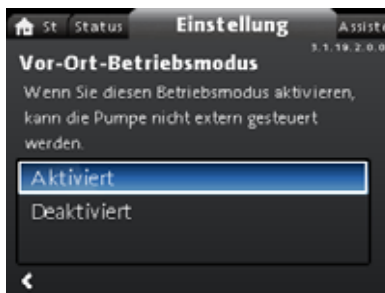 St Status Einstellung Assiste
3.1.19.2.0.0
Vor-Ort-Betriebsmodus
Wenn Sie diesen Betriebsmodus aktivieren,
kann die Pumpe nicht extern gesteuert
werden.
Aktiviert
Deaktiviert